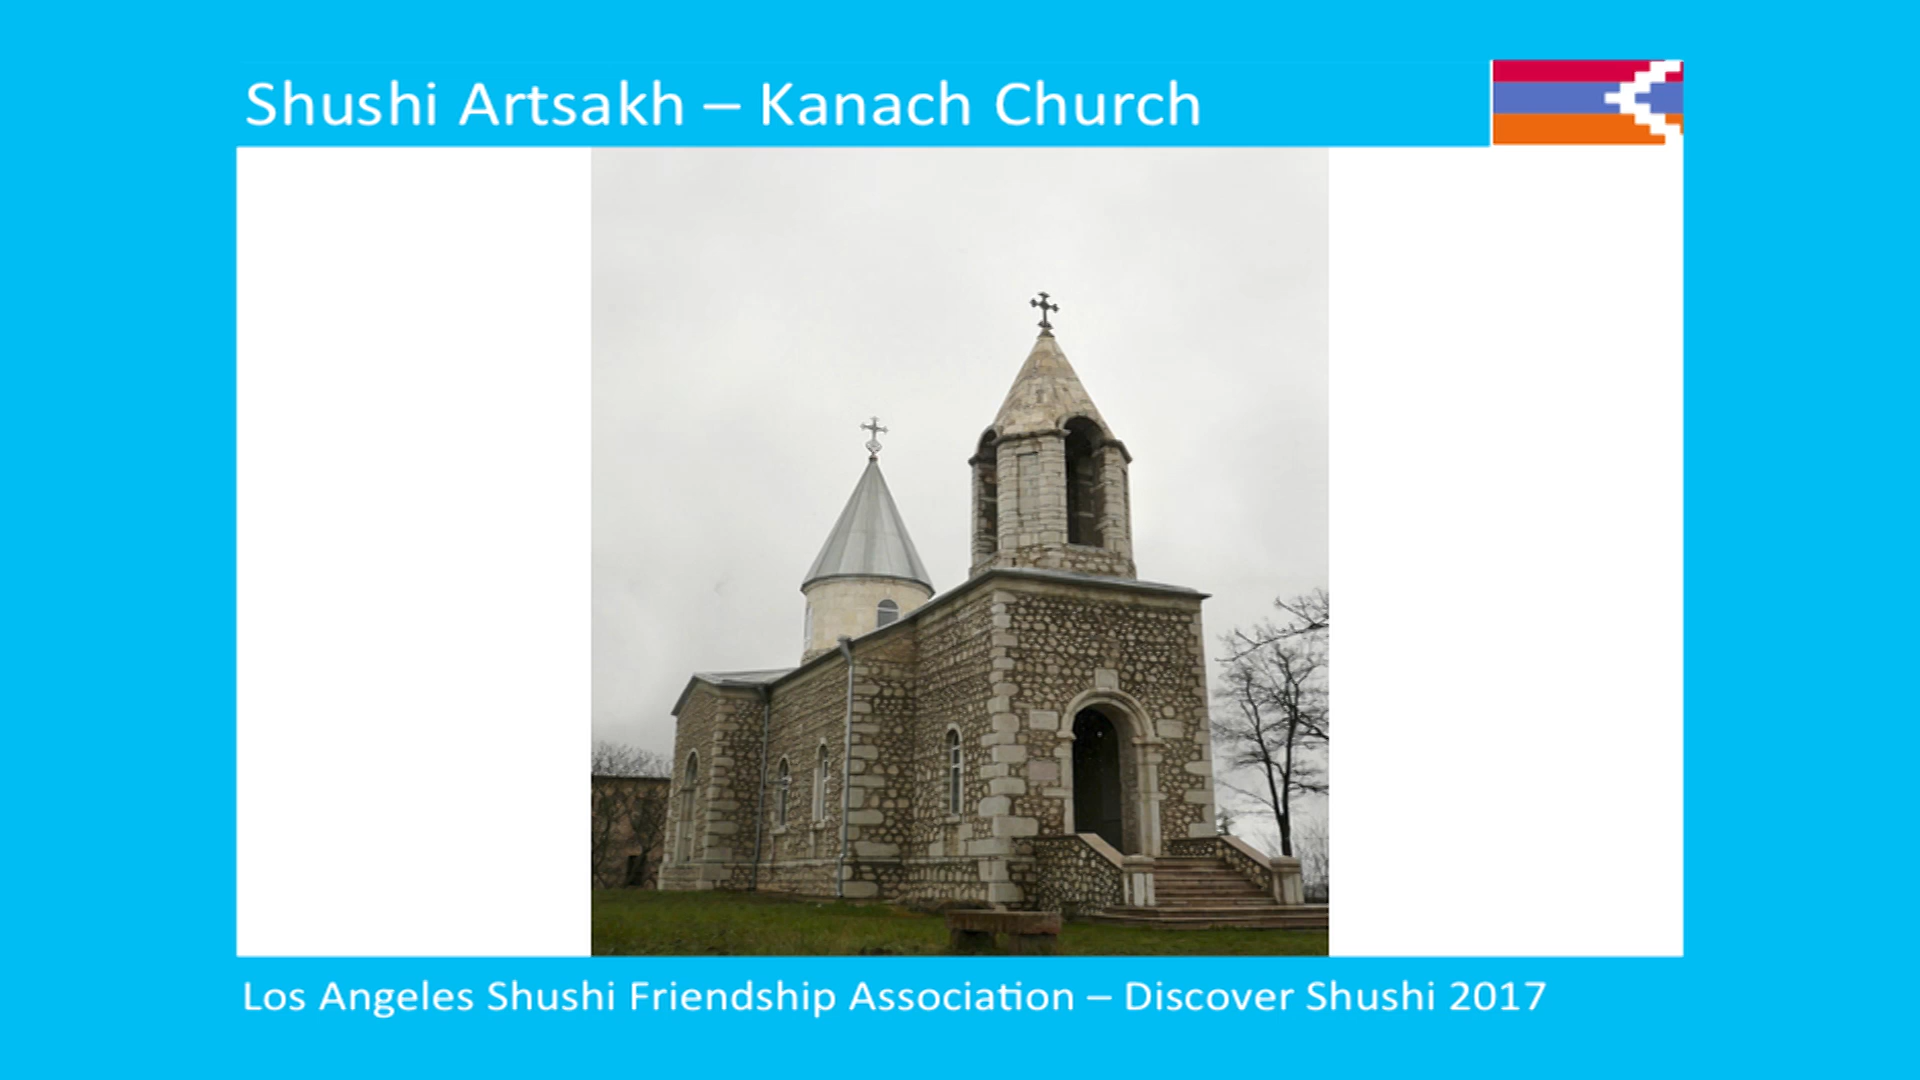 Shushi Artsakh – Kanach Church
Los Angeles Shushi Friendship Association – Discover Shushi 2017